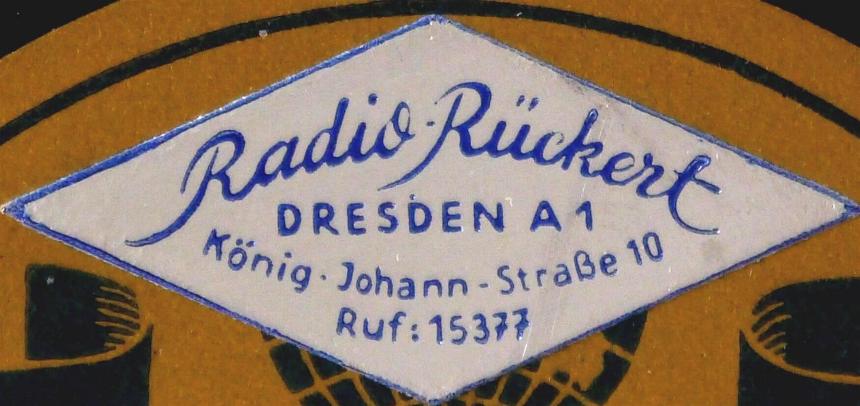 Radio-Rückert
DRESDEN A 1
König-Johann-Straße 10
Ruf: 15377